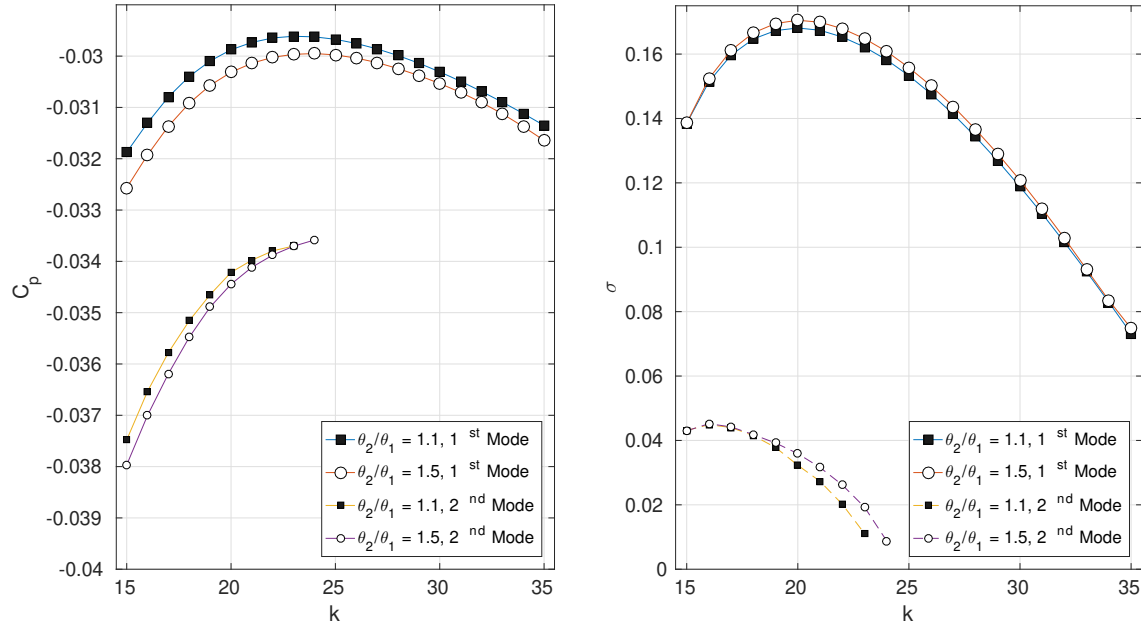 -0.03
-0.031
-0.032
-0.033
-0.034
-0.035
-0.036
-0.037
-0.038
-0.039
-0.04
C_p
15
20
25
30
35
k
θ_2/θ_1 = 1.1, 1 st Mode
θ_2/θ_1 = 1.5, 1 st Mode
θ_2/θ_1 = 1.1, 2 nd Mode
θ_2/θ_1 = 1.5, 2 nd Mode
0.16
0.14
0.12
0.1
0.08
0.06
0.04
0.02
0
σ
15
20
25
30
35
k
θ_2/θ_1 = 1.1, 1 st Mode
θ_2/θ_1 = 1.5, 1 st Mode
θ_2/θ_1 = 1.1, 2 nd Mode
θ_2/θ_1 = 1.5, 2 nd Mode